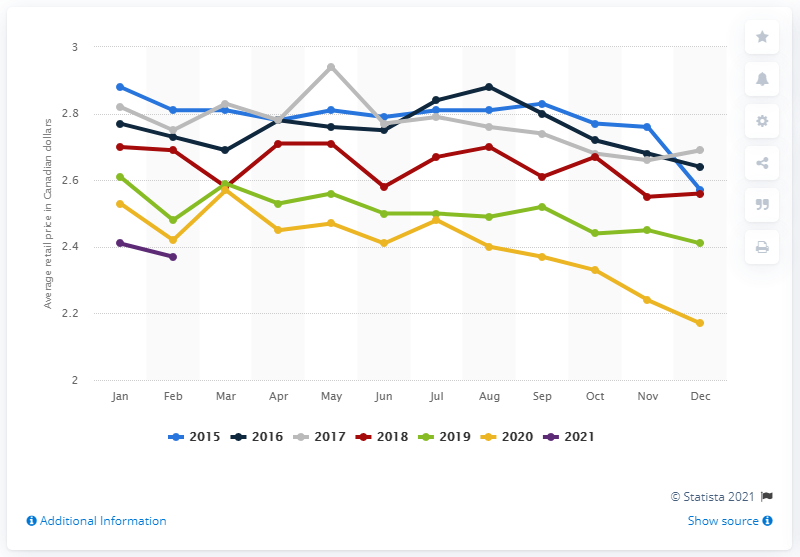 Average retail price in Canadian dollars
3
2.8
2.6
2.4
2.2
2
Jan Feb Mar Apr May Jun Jul Aug Sep Oct Nov Dec
2015 2016 2017 2018 2019 2020 2021
© Statista 2021
Additional Information Show source